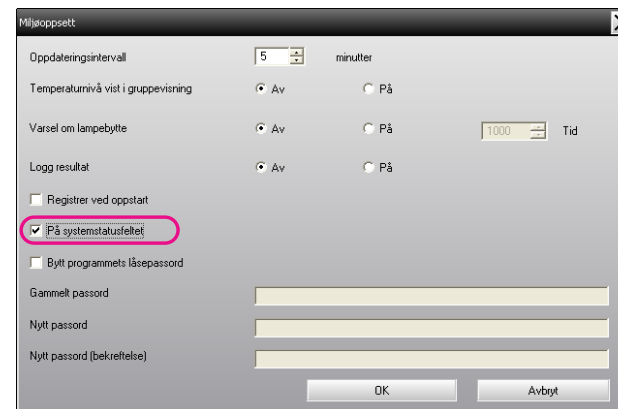 Miljøoppsett
Oppdateringsintervall 5 minutter
Temperaturnivå vist i gruppevisning Av På
Varsel om lampebytte Av På 1000 Tid
Logg resultat Av På
Registrer ved oppstart
På systemstatusfeltet
Bytt programmets låsepassord
Gammelt passord
Nytt passord
Nytt passord (bekreftelse)
OK Avbryt